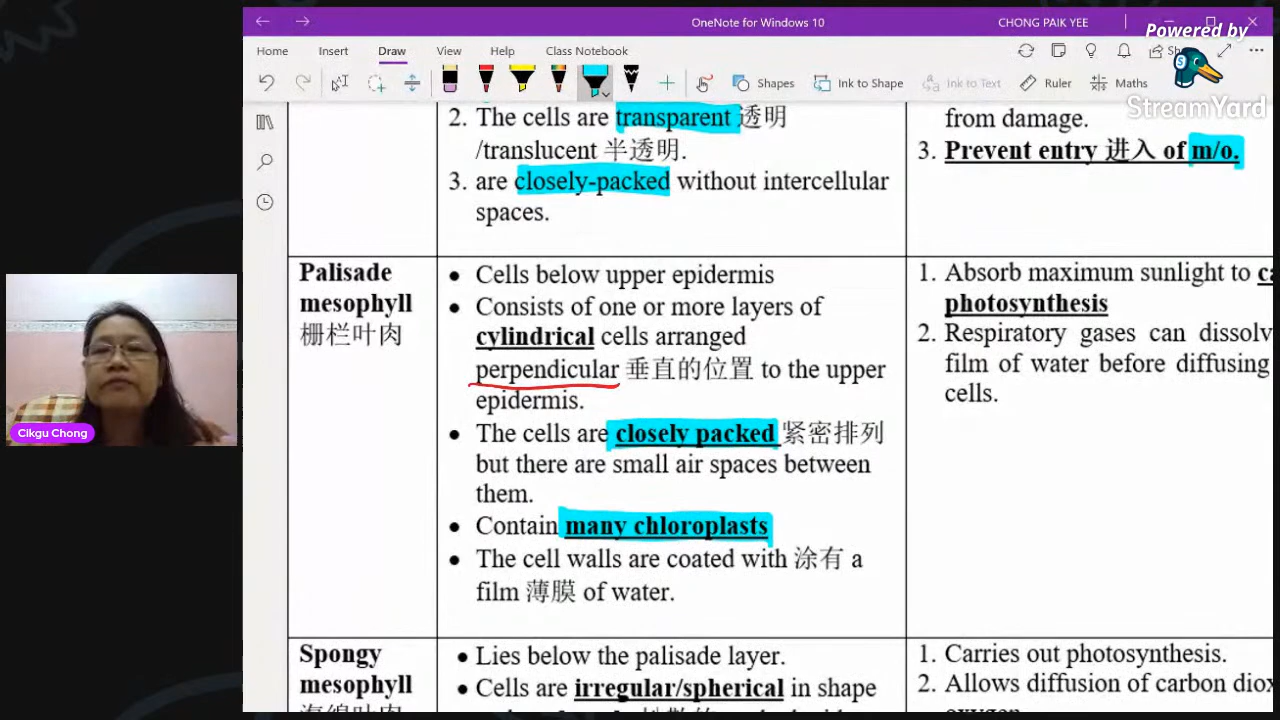 OneNote for Windows 10
CHONG PAIK YEE
Powered by
StreamYard
Home Insert Draw View Help Class Notebook
Shapes Ink to Shape Ink to Text Ruler Maths
2. The cells are transparent 透明
/translucent 半透明.
3. are closely-packed without intercellular
spaces.
from damage.
3. Prevent entry 进入 of m/o.
Palisade
mesophyll
栅栏叶肉
• Cells below upper epidermis
• Consists of one or more layers of
cylindrical cells arranged
perpendicular 垂直的位置 to the upper
epidermis.
• The cells are closely packed 紧密排列
but there are small air spaces between
them.
• Contain many chloroplasts
• The cell walls are coated with 涂有 a
film 薄膜 of water.
1. Absorb maximum sunlight to
photosynthesis
2. Respiratory gases can dissolv
film of water before diffusing
cells.
Spongy
mesophyll
海绵叶肉
• Lies below the palisade layer.
• Cells are irregular/spherical in shape
1. Carries out photosynthesis.
2. Allows diffusion of carbon diox
oxygen
Cikgu Chong